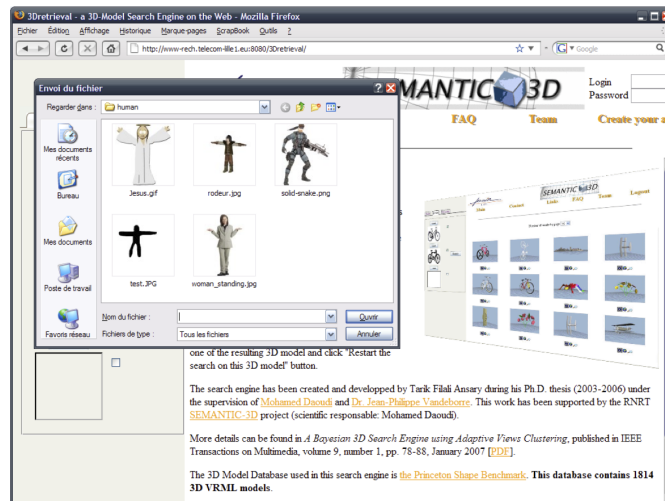 3Dretrieval - a 3D-Model Search Engine on the Web - Mozilla Firefox
Fichier Édition Affichage Historique Marque-pages ScrapBook Outils ?
http://www-rech.telecom-lille1.eu:8080/3Dretrieval/
Google
SEMANTIC 3D
Login
Password
FAQ Team Create your a
Envoi du fichier
Regarder dans : human
Mes documents récents
Bureau
Mes documents
Poste de travail
Favoris réseau
Jesus.gif rodeur.jpg solid-snake.png
test.JPG woman_standing.jpg
Nom du fichier : Ouvrir
Fichiers de type : Tous les fichiers Annuler
SEMANTIC 3D
Links FAQ Team Logout
Contact
one of the resulting 3D model and click "Restart the
search on this 3D model" button.
The search engine has been created and developped by Tarik Filali Ansary during his Ph.D. thesis (2003-2006) under
the supervision of Mohamed Daoudi and Dr. Jean-Philippe Vandeborre. This work has been supported by the RNRT
SEMANTIC-3D project (scientific responsable: Mohamed Daoudi).
More details can be found in A Bayesian 3D Search Engine using Adaptive Views Clustering, published in IEEE
Transactions on Multimedia, volume 9, number 1, pp. 78-88, January 2007 [PDF].
The 3D Model Database used in this search engine is the Princeton Shape Benchmark. This database contains 1814
3D VRML models.